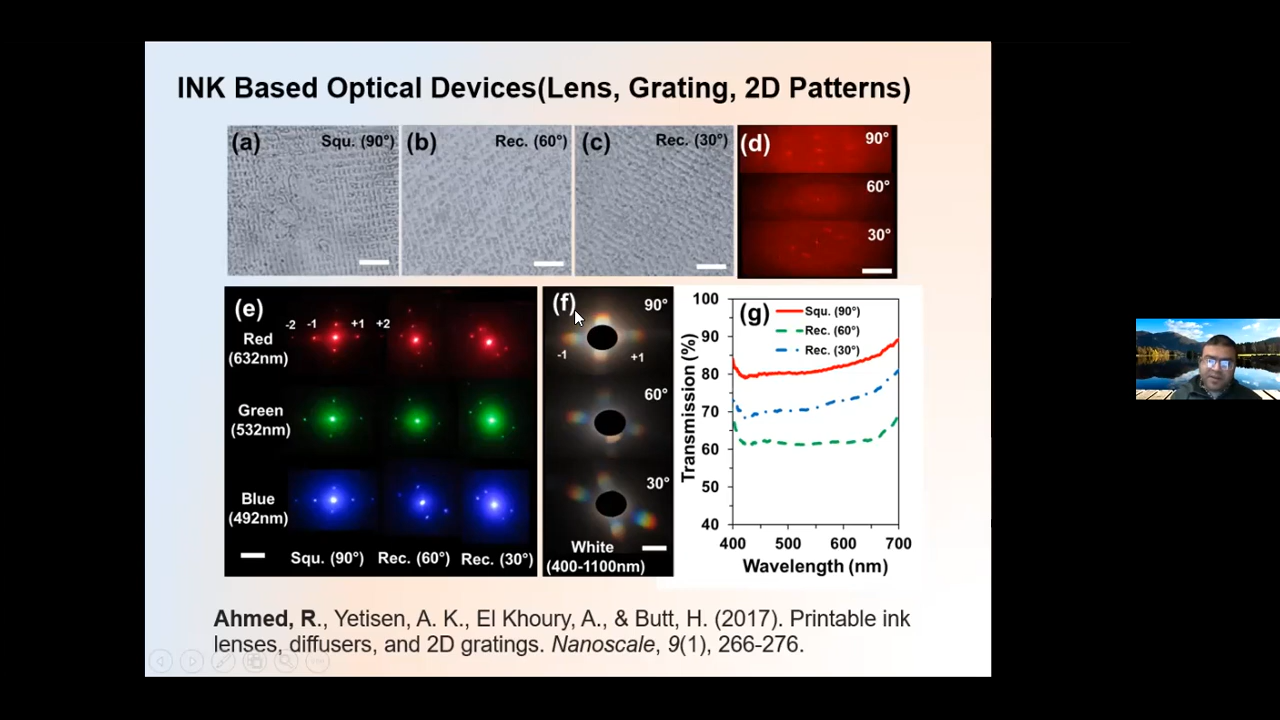 INK Based Optical Devices(Lens, Grating, 2D Patterns)
(a) Squ. (90°)
(b) Rec. (60°)
(c) Rec. (30°)
(d) 90°
60°
30°
(e)
-2 -1 +1 +2
Red
(632nm)
Green
(532nm)
Blue
(492nm)
Squ. (90°) Rec. (60°) Rec. (30°)
(f) 90°
-1 +1
60°
30°
White
(400-1100nm)
(g)
Squ. (90°)
Rec. (60°)
Rec. (30°)
Transmission (%)
100
90
80
70
60
50
40
400 500 600 700
Wavelength (nm)
Ahmed, R., Yetisen, A. K., El Khoury, A., & Butt, H. (2017). Printable ink
lenses, diffusers, and 2D gratings. Nanoscale, 9(1), 266-276.